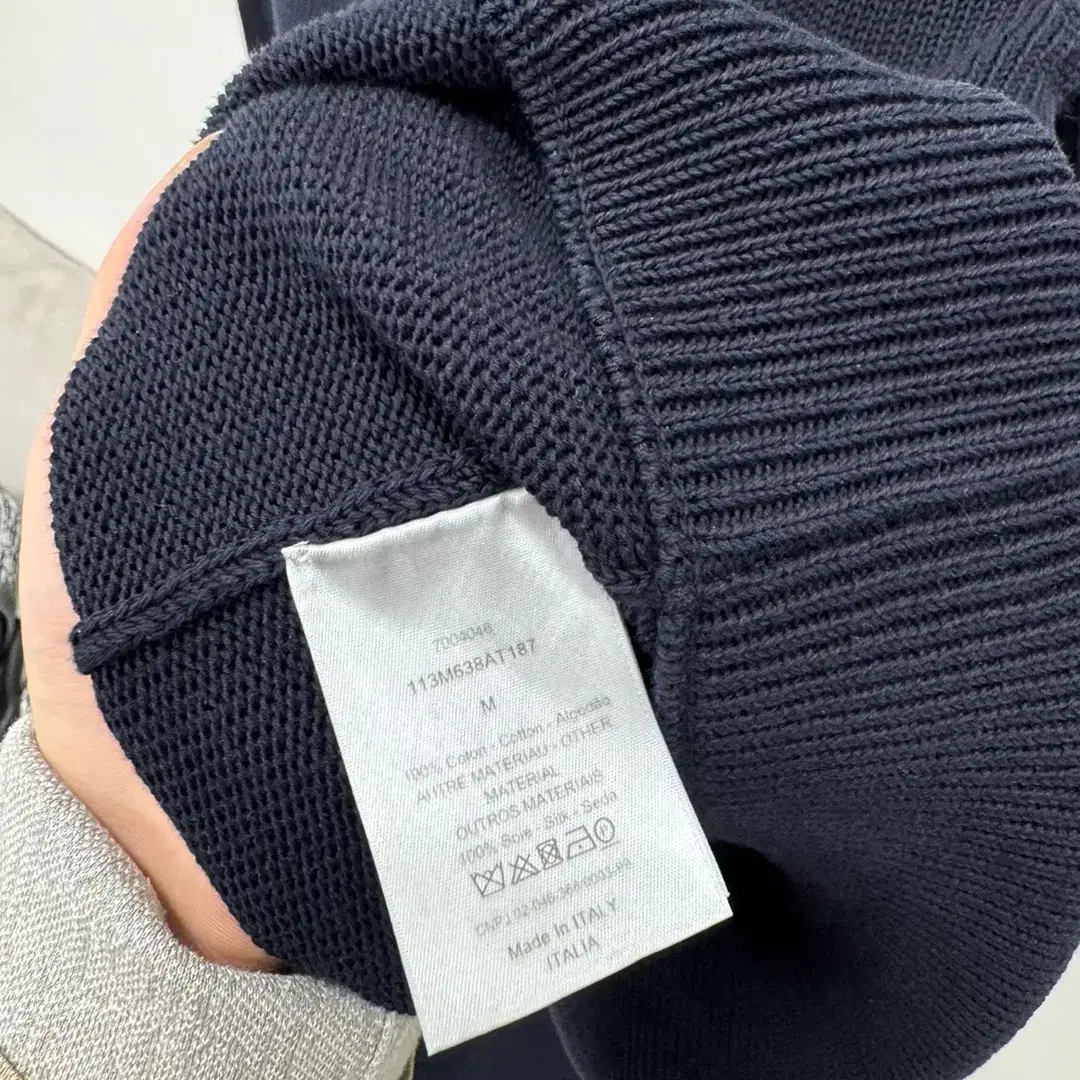 7004046
113M638AT187
M
100% Coton - Cotton - Algodão
AUTRE MATERIAU - OTHER
MATERIAL
OUTROS MATERIAIS
100% Soie - Silk - Seda
Made In ITALY
ITALIA